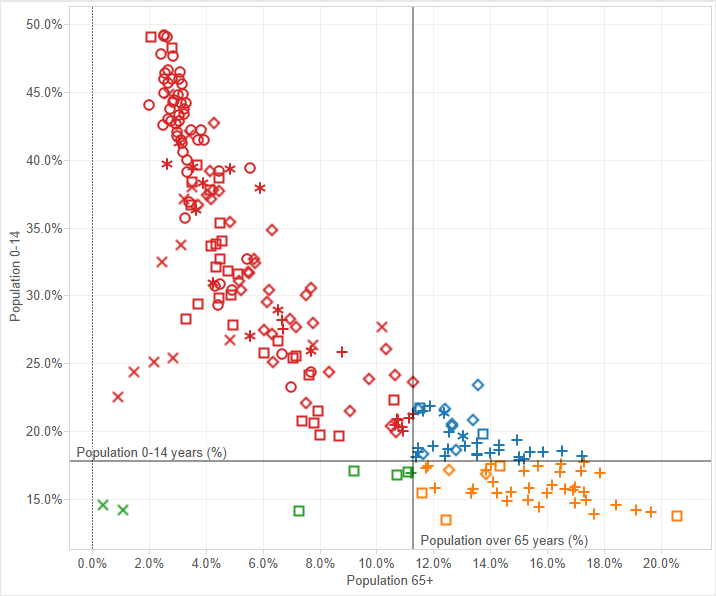 50.0%
45.0%
40.0%
35.0%
30.0%
25.0%
20.0%
15.0%
Population 0-14
Population 0-14 years (%)
Population over 65 years (%)
0.0% 2.0% 4.0% 6.0% 8.0% 10.0% 12.0% 14.0% 16.0% 18.0% 20.0%
Population 65+